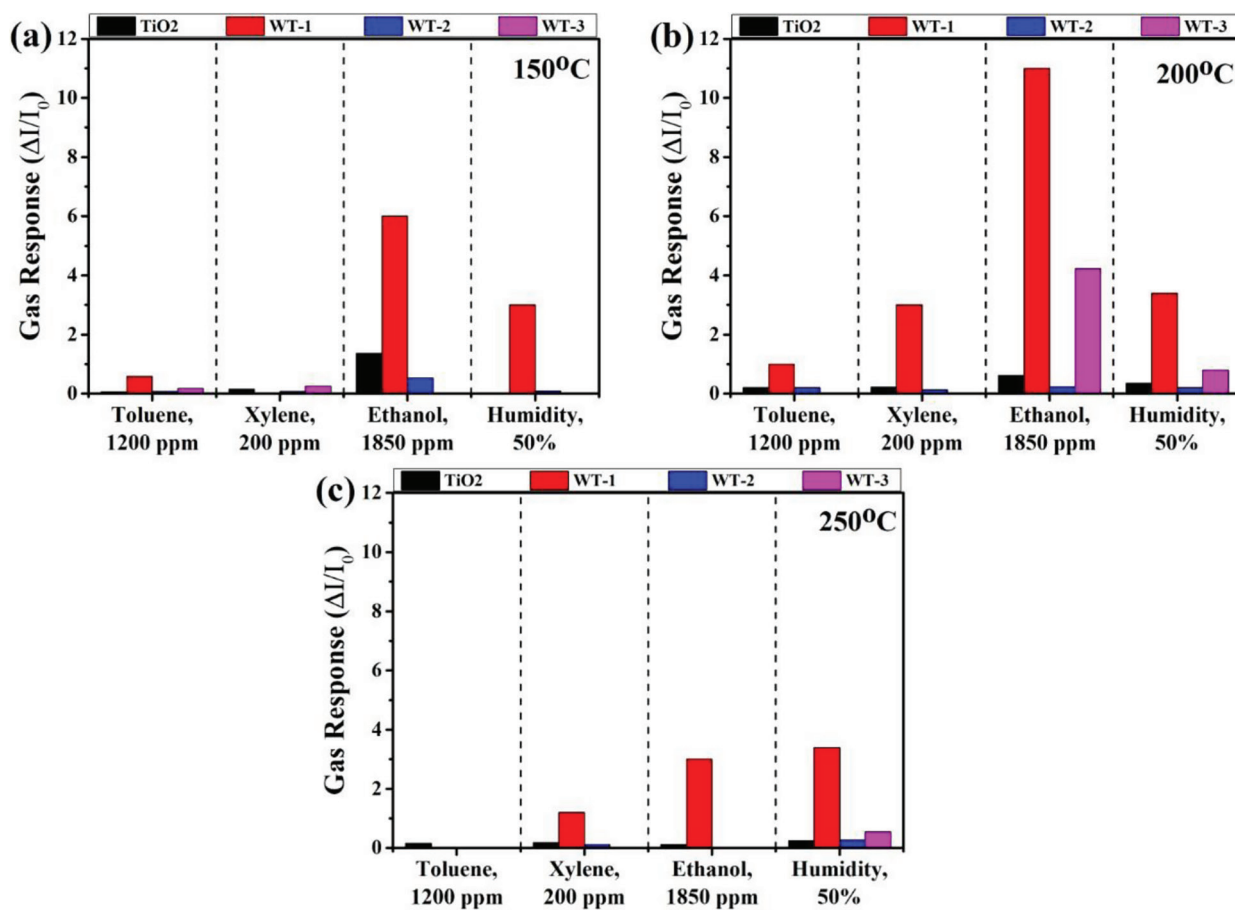 (a)
TiO2 WT-1 WT-2 WT-3
150⁰C
Gas Response (ΔI/I₀)
12
10
8
6
4
2
0
Toluene, Xylene, Ethanol, Humidity,
1200 ppm 200 ppm 1850 ppm 50%
(b)
TiO2 WT-1 WT-2 WT-3
200⁰C
Gas Response (ΔI/I₀)
12
10
8
6
4
2
0
Toluene, Xylene, Ethanol, Humidity,
1200 ppm 200 ppm 1850 ppm 50%
(c)
TiO2 WT-1 WT-2 WT-3
250⁰C
Gas Response (ΔI/I₀)
12
10
8
6
4
2
0
Toluene, Xylene, Ethanol, Humidity,
1200 ppm 200 ppm 1850 ppm 50%